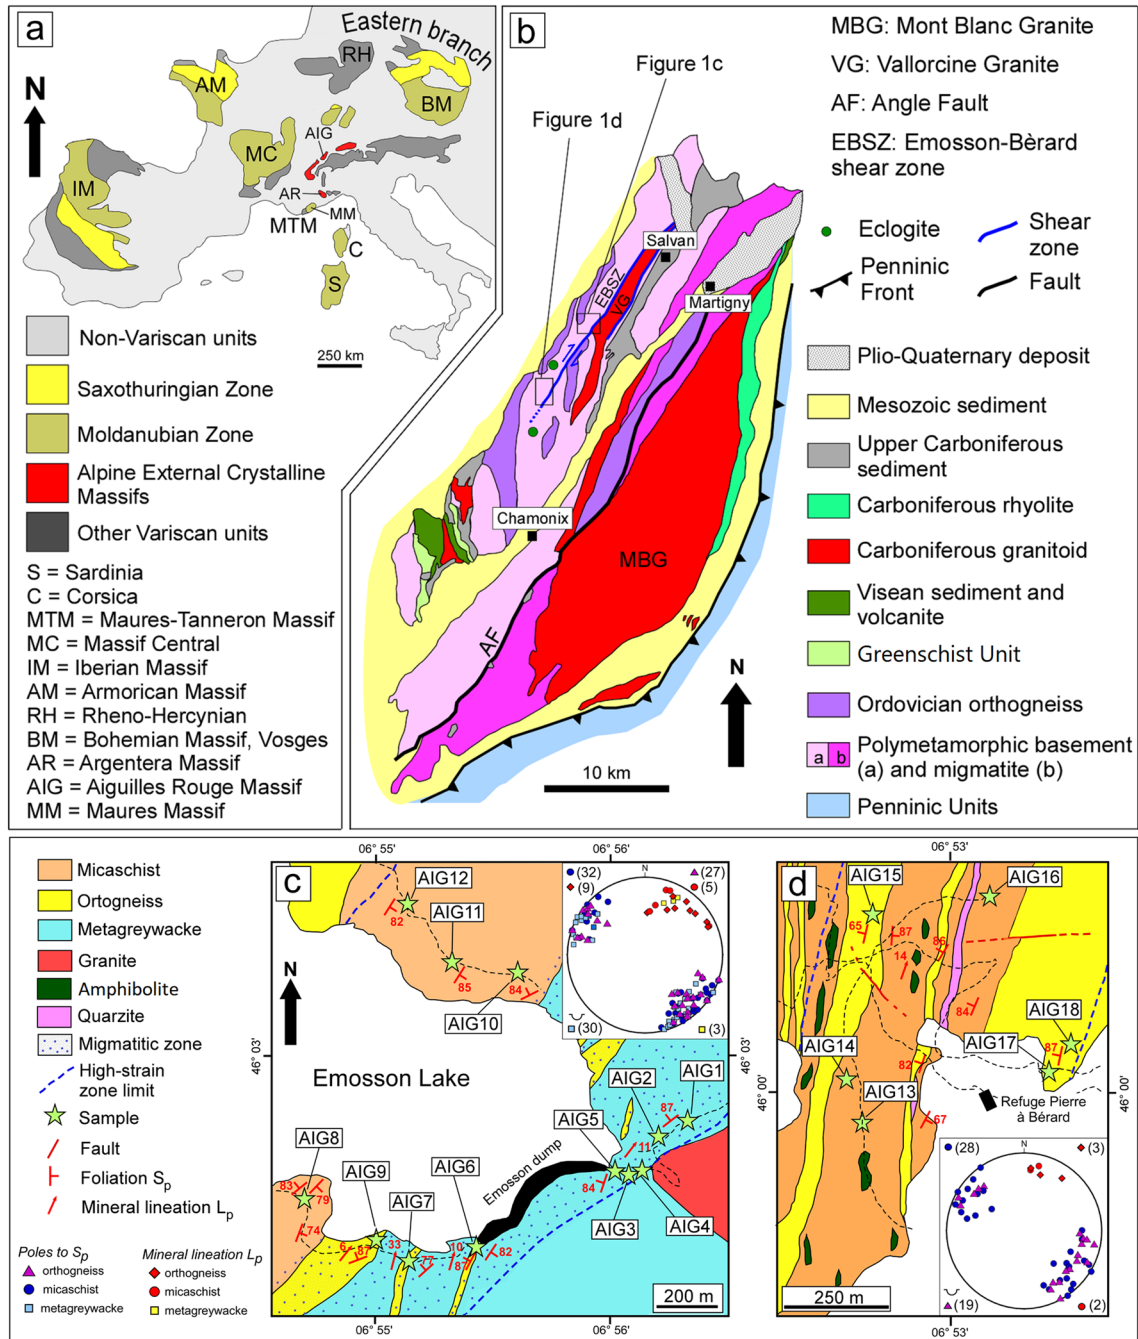 a
Eastern branch
N
RH
AM
BM
AIG
MC
IM
AR
MM
MTM
C
S
250 km
Non-Variscan units
Saxothuringian Zone
Moldanubian Zone
Alpine External Crystalline
Massifs
Other Variscan units
S = Sardinia
C = Corsica
MTM = Maures-Tanneron Massif
MC = Massif Central
IM = Iberian Massif
AM = Armorican Massif
RH = Rheno-Hercynian
BM = Bohemian Massif, Vosges
AR = Argentera Massif
AIG = Aiguilles Rouge Massif
MM = Maures Massif
b
Figure 1c
Figure 1d
Salvan
EBSZ
VG
Martigny
Chamonix
MBG
AF
N
10 km
MBG: Mont Blanc Granite
VG: Vallorcine Granite
AF: Angle Fault
EBSZ: Emosson-Bèrard
shear zone
Eclogite
Shear
zone
Penninic
Front
Fault
Plio-Quaternary deposit
Mesozoic sediment
Upper Carboniferous
sediment
Carboniferous rhyolite
Carboniferous granitoid
Visean sediment and
volcanite
Greenschist Unit
Ordovician orthogneiss
a b
Polymetamorphic basement
(a) and migmatite (b)
Penninic Units
Micaschist
Ortogneiss
Metagreywacke
Granite
Amphibolite
Quarzite
Migmatitic zone
High-strain
zone limit
Sample
Fault
Foliation Sp
Mineral lineation Lp
Poles to Sp
orthogneiss
micaschist
metagreywacke
Mineral lineation Lp
orthogneiss
micaschist
metagreywacke
c
06° 55'
06° 56'
N
AIG12
82
AIG11
85
84
AIG10
(32)
(9)
N
(27)
(5)
(30)
(3)
46° 03'
Emosson Lake
AIG2
AIG1
87
AIG5
11
84
AIG3
AIG4
Emosson dump
AIG8
83
79
74
AIG9
AIG7
AIG6
6
87
33
77
10
87
82
200 m
06° 55'
06° 56'
d
06° 53'
AIG15
AIG16
65
87
86
14
84
AIG18
AIG17
87
AIG14
82
AIG13
67
Refuge Pierre
à Bérard
46° 00'
(28)
N
(3)
(19)
(2)
250 m
06° 53'